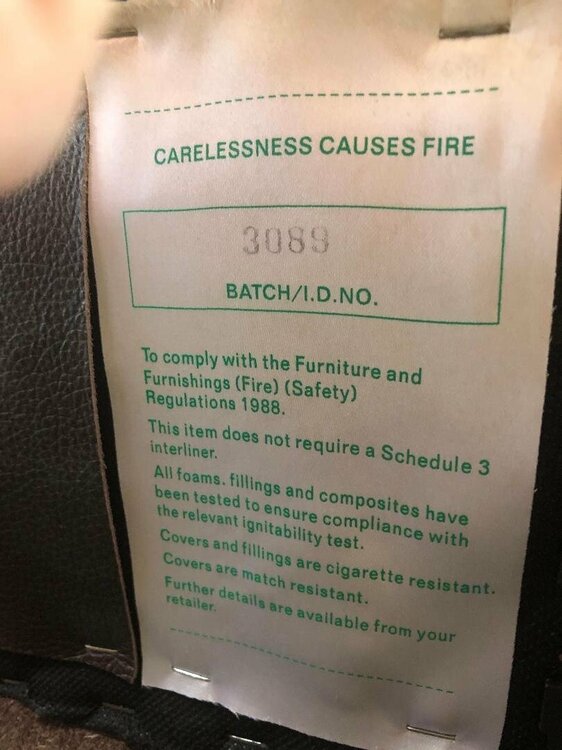 CARELESSNESS CAUSES FIRE
3089
BATCH/I.D.NO.
To comply with the Furniture and
Furnishings (Fire) (Safety)
Regulations 1988.
This item does not require a Schedule 3
interliner.
All foams. fillings and composites have
been tested to ensure compliance with
the relevant ignitability test.
Covers and fillings are cigarette resistant.
Covers are match resistant.
Further details are available from your
retailer.